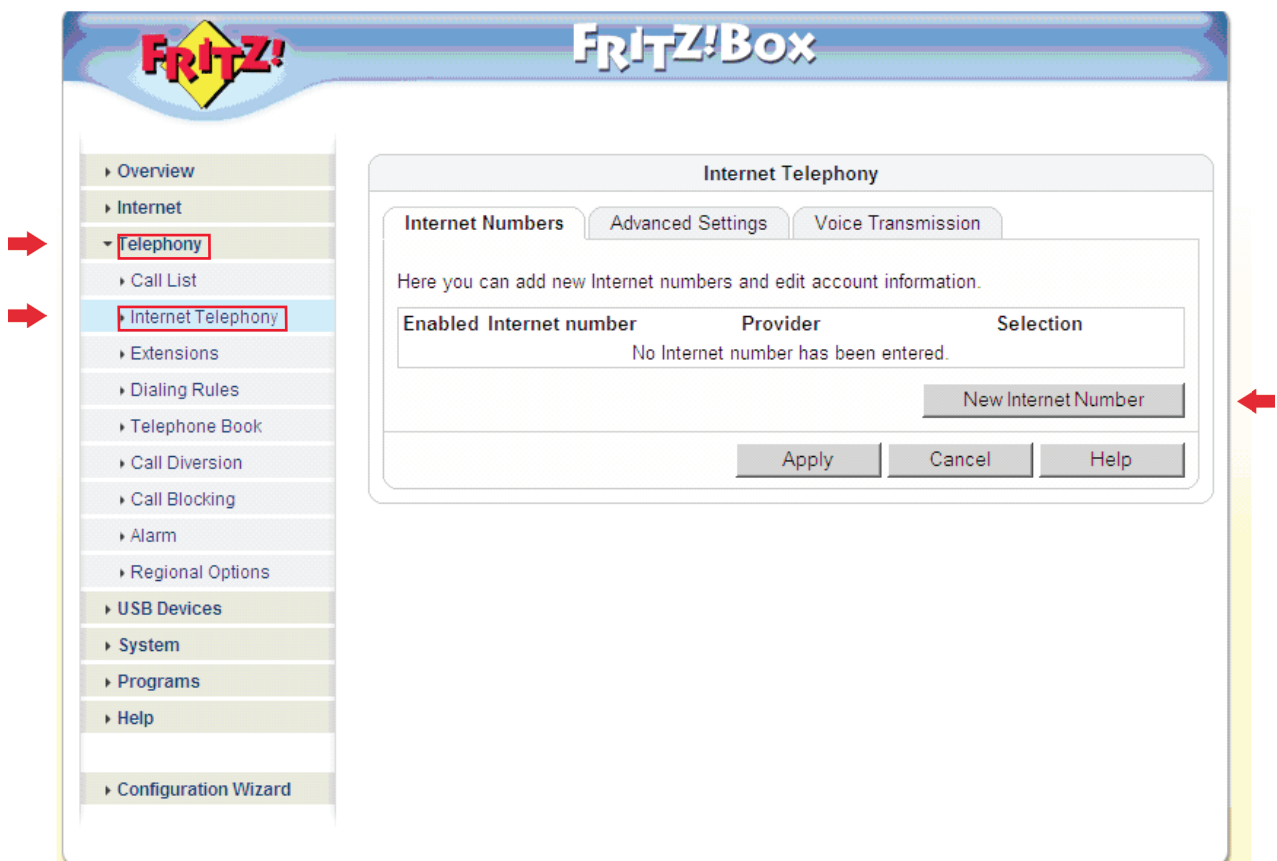 FRITZ!
FRITZ!Box
Overview
Internet
Telephony
Call List
Internet Telephony
Extensions
Dialing Rules
Telephone Book
Call Diversion
Call Blocking
Alarm
Regional Options
USB Devices
System
Programs
Help
Configuration Wizard
Internet Telephony
Internet Numbers Advanced Settings Voice Transmission
Here you can add new Internet numbers and edit account information.
Enabled Internet number Provider Selection
No Internet number has been entered.
New Internet Number
Apply Cancel Help